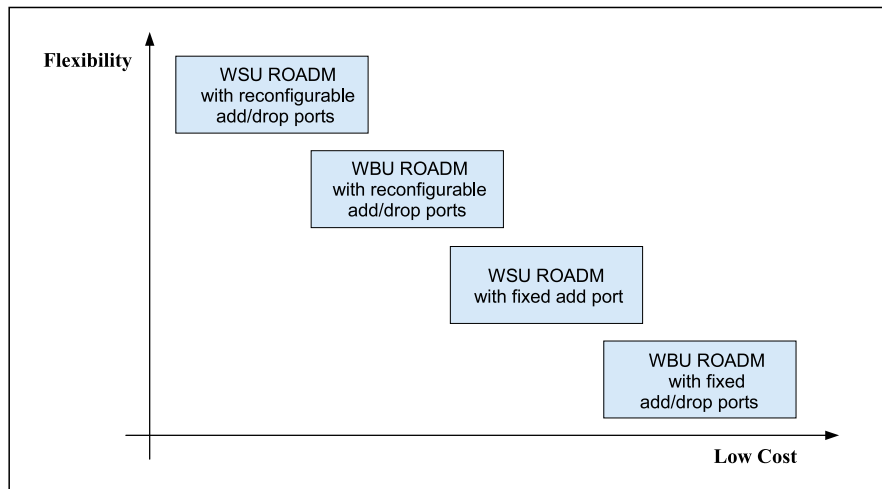 Flexibility
WSU ROADM
with reconfigurable
add/drop ports
WBU ROADM
with reconfigurable
add/drop ports
WSU ROADM
with fixed add port
WBU ROADM
with fixed
add/drop ports
Low Cost